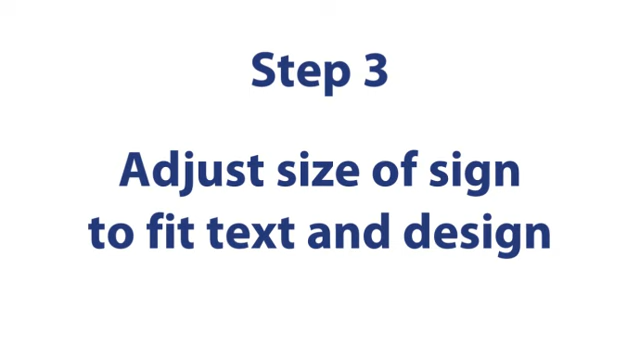 Step 3
Adjust size of sign
to fit text and design